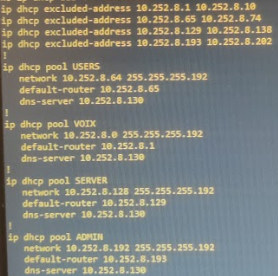 ip dhcp excluded-address 10.252.8.1 10.252.8.10
ip dhcp excluded-address 10.252.8.65 10.252.8.74
ip dhcp excluded-address 10.252.8.129 10.252.8.138
ip dhcp excluded-address 10.252.8.193 10.252.8.202
!
ip dhcp pool USERS
network 10.252.8.64 255.255.255.192
default-router 10.252.8.65
dns-server 10.252.8.130
!
ip dhcp pool VOIX
network 10.252.8.0 255.255.255.192
default-router 10.252.8.1
dns-server 10.252.8.130
!
ip dhcp pool SERVER
network 10.252.8.128 255.255.255.192
default-router 10.252.8.129
dns-server 10.252.8.130
!
ip dhcp pool ADMIN
network 10.252.8.192 255.255.255.192
default-router 10.252.8.193
dns-server 10.252.8.130